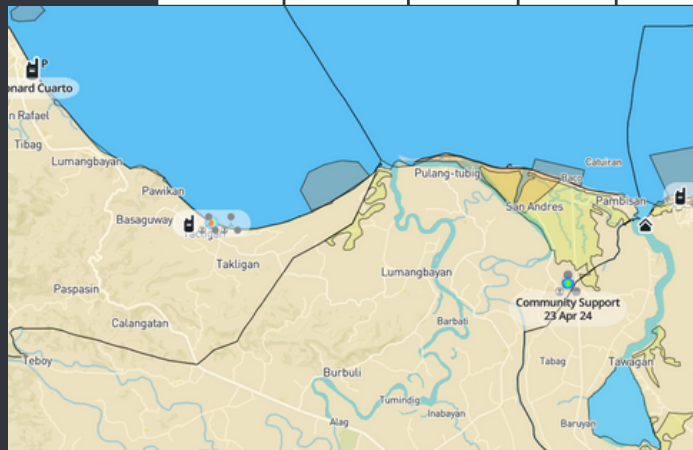 P
onard Cuarto
n Rafael
Tibag
Lumangbayan
Pawikan
Basaguway
Takligan
Paspasin
Calangatan
Teboy
Pulang-tubig
Catuiran
Baco
San Andres
Pambisan
Lumangbayan
Community Support
23 Apr 24
Barbati
Tabag
Tawagan
Burbuli
Tumindig
Inabayan
Alag
Baruyan